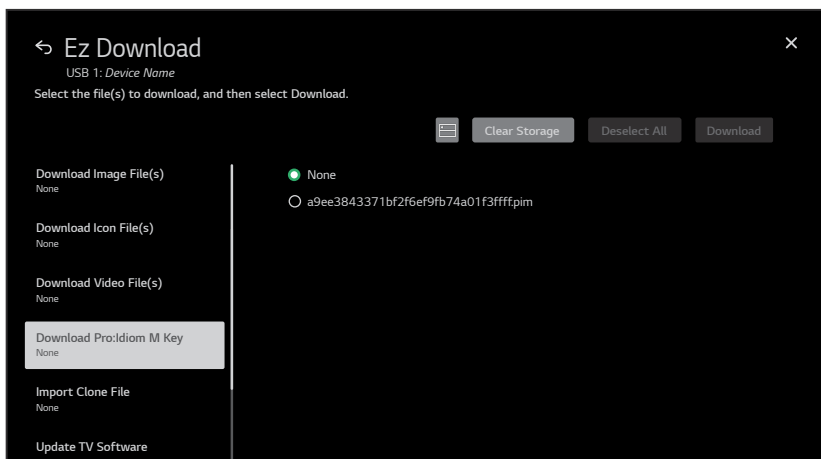 Ez Download
USB 1: Device Name
Select the file(s) to download, and then select Download.
Clear Storage Deselect All Download
Download Image File(s)
None
Download Icon File(s)
None
Download Video File(s)
None
Download Pro:Idiom M Key
None
Import Clone File
None
Update TV Software
None
a9ee3843371bf2f6ef9fb74a01f3ffff.pim